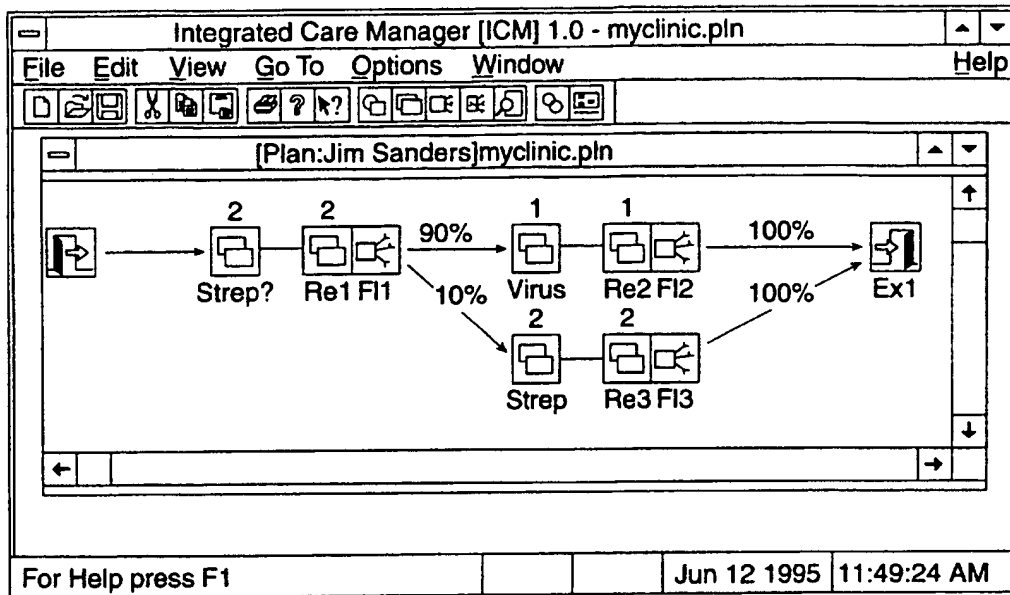 Integrated Care Manager [ICM] 1.0 - myclinic.pln
File Edit View Go To Options Window Help
? ?
[Plan:Jim Sanders]myclinic.pln
2 2 90% 1 1 100%
Strep? Re1 Fl1 Virus Re2 Fl2 Ex1
10% 2 2 100%
Strep Re3 Fl3
For Help press F1 Jun 12 1995 11:49:24 AM